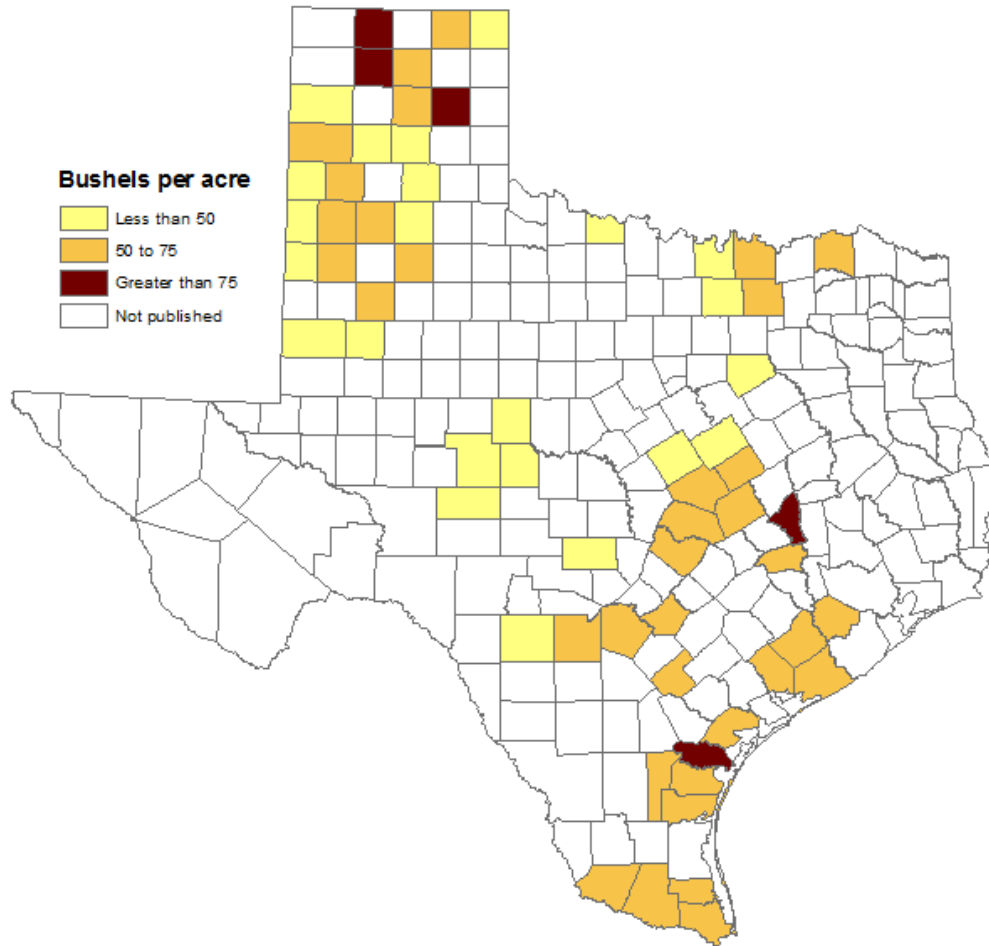 Bushels per acre
Less than 50
50 to 75
Greater than 75
Not published